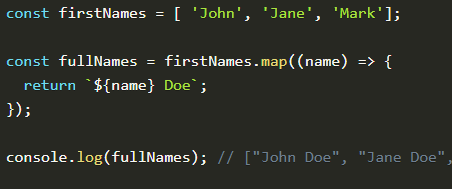 const firstNames = [ 'John', 'Jane', 'Mark'];
const fullNames = firstNames.map((name) => {
  return `${name} Doe`;
});
console.log(fullNames); // ["John Doe", "Jane Doe",